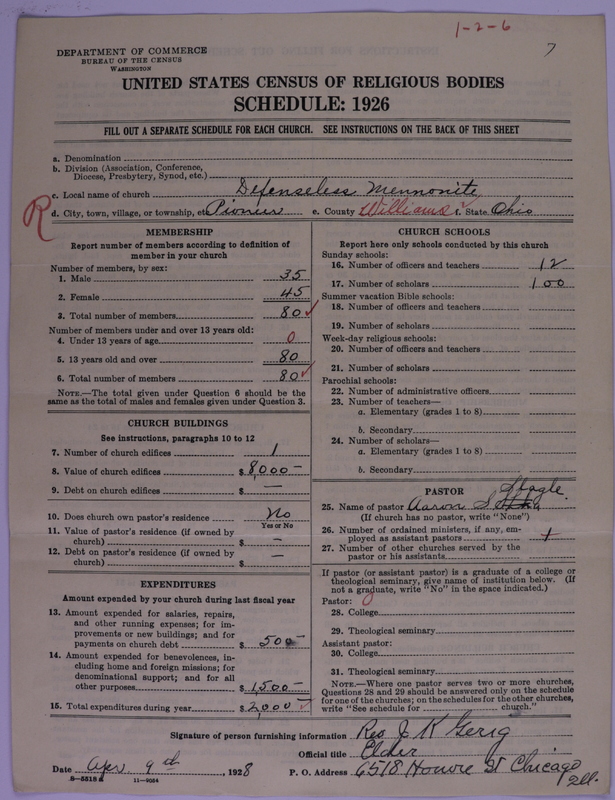 1-2-6
7
DEPARTMENT OF COMMERCE
BUREAU OF THE CENSUS
WASHINGTON
UNITED STATES CENSUS OF RELIGIOUS BODIES
SCHEDULE: 1926
FILL OUT A SEPARATE SCHEDULE FOR EACH CHURCH. SEE INSTRUCTIONS ON THE BACK OF THIS SHEET
a. Denomination
b. Division (Association, Conference,
Diocese, Presbytery, Synod, etc.)
c. Local name of church Defenseless Mennonite
R
d. City, town, village, or township, etc Pioneer e. County Williams f. State Ohio
MEMBERSHIP
Report number of members according to definition of
member in your church
Number of members, by sex:
1. Male 35
2. Female 45
3. Total number of members 80
Number of members under and over 13 years old:
4. Under 13 years of age 0
5. 13 years old and over 80
6. Total number of members 80
NOTE.—The total given under Question 6 should be
the same as the total of males and females given under Question 3.
CHURCH BUILDINGS
See instructions, paragraphs 10 to 12
7. Number of church edifices 1
8. Value of church edifices $ 8,000—
9. Debt on church edifices $ —
10. Does church own pastor's residence No
Yes or No
11. Value of pastor's residence (if owned by
church) $ —
12. Debt on pastor's residence (if owned by
church) $ —
EXPENDITURES
Amount expended by your church during last fiscal year
13. Amount expended for salaries, repairs,
and other running expenses; for im-
provements or new buildings; and for
payments on church debt $ 500—
14. Amount expended for benevolences, in-
cluding home and foreign missions; for
denominational support; and for all
other purposes $ 1,500—
15. Total expenditures during year $ 2,000—
CHURCH SCHOOLS
Report here only schools conducted by this church
Sunday schools:
16. Number of officers and teachers 12
17. Number of scholars 100
Summer vacation Bible schools:
18. Number of officers and teachers
19. Number of scholars
Week-day religious schools:
20. Number of officers and teachers
21. Number of scholars
Parochial schools:
22. Number of administrative officers
23. Number of teachers—
a. Elementary (grades 1 to 8)
b. Secondary
24. Number of scholars—
a. Elementary (grades 1 to 8)
b. Secondary
PASTOR
25. Name of pastor Aaron Slagle
(If church has no pastor, write "None")
26. Number of ordained ministers, if any, em-
ployed as assistant pastors 1
27. Number of other churches served by the
pastor or his assistants
If pastor (or assistant pastor) is a graduate of a college or
theological seminary, give name of institution below. (If
not a graduate, write "No" in the space indicated.)
Pastor: 0
28. College
29. Theological seminary
Assistant pastor:
30. College
31. Theological seminary
NOTE.—Where one pastor serves two or more churches,
Questions 28 and 29 should be answered only on the schedule
for one of the churches; on the schedules for the other churches,
write "See schedule for church."
Signature of person furnishing information Rev J K Gerig
Official title Elder
Date Apr 9th, 1928 P. O. Address 6518 Honore St Chicago
Ill.
8-5518a 11-9054